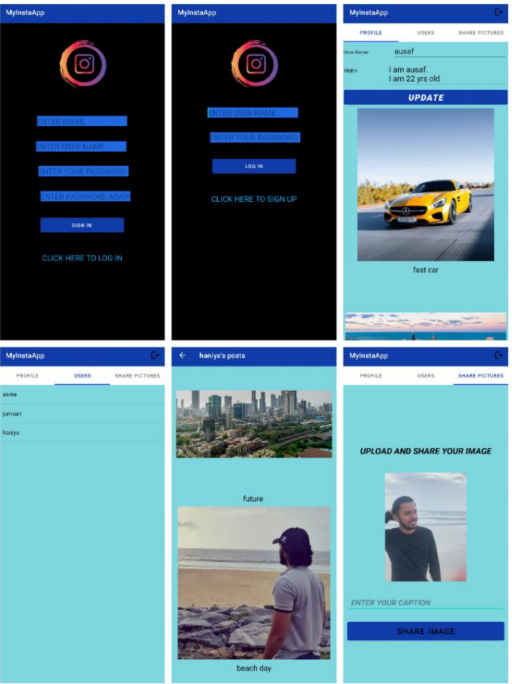 MyInstaApp
ENTER EMAIL
ENTER USER NAME
ENTER YOUR PASSWORD
ENTER PASSWORD AGAIN
SIGN IN
CLICK HERE TO LOG IN
MyInstaApp
ENTER USER NAME
ENTER YOUR PASSWORD
LOG IN
CLICK HERE TO SIGN UP
MyInstaApp
PROFILE USERS SHARE PICTURES
User Name ausaf
I am ausaf.
I am 22 yrs old
UPDATE
fast car
MyInstaApp
PROFILE USERS SHARE PICTURES
asma
haniya
haniya's posts
future
beach day
MyInstaApp
PROFILE USERS SHARE PICTURES
UPLOAD AND SHARE YOUR IMAGE
ENTER YOUR CAPTION
SHARE IMAGE